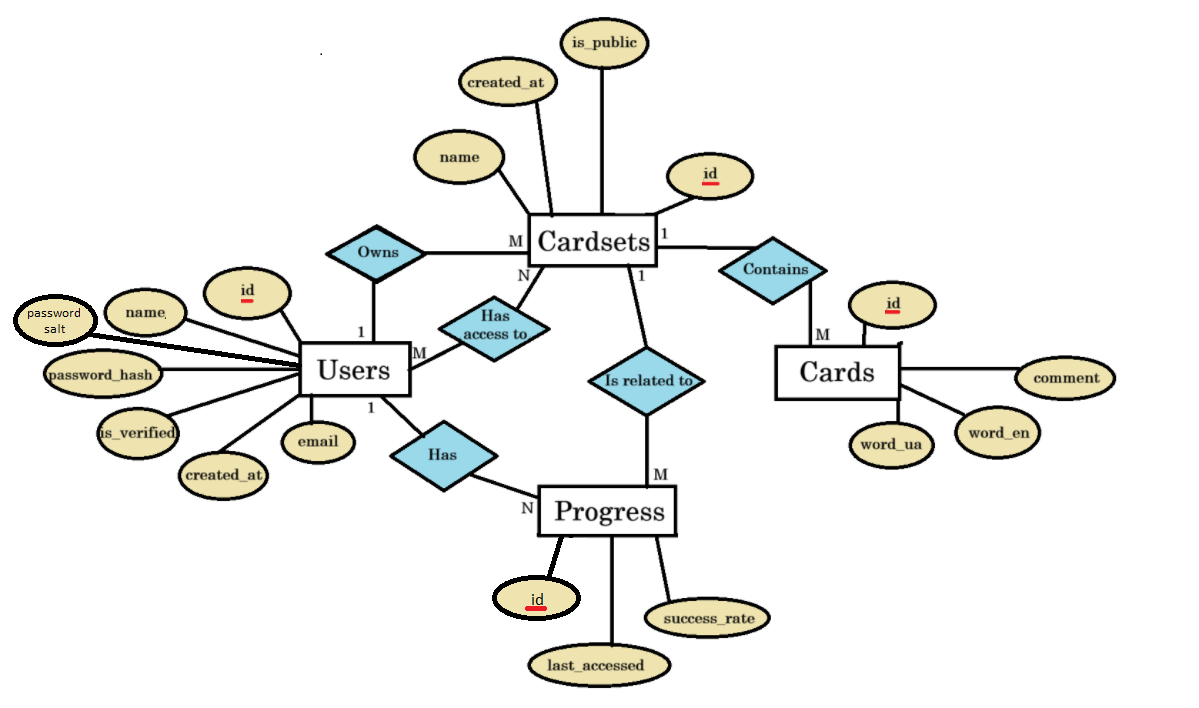 is_public
created_at
name
id
1
M
Cardsets
Owns
Contains
N
1
id
password
salt
name
id
Has
access to
1
M
M
Users
Is related to
Cards
password_hash
comment
1
is_verified
email
word_ua
word_en
Has
created_at
M
N
Progress
id
success_rate
last_accessed